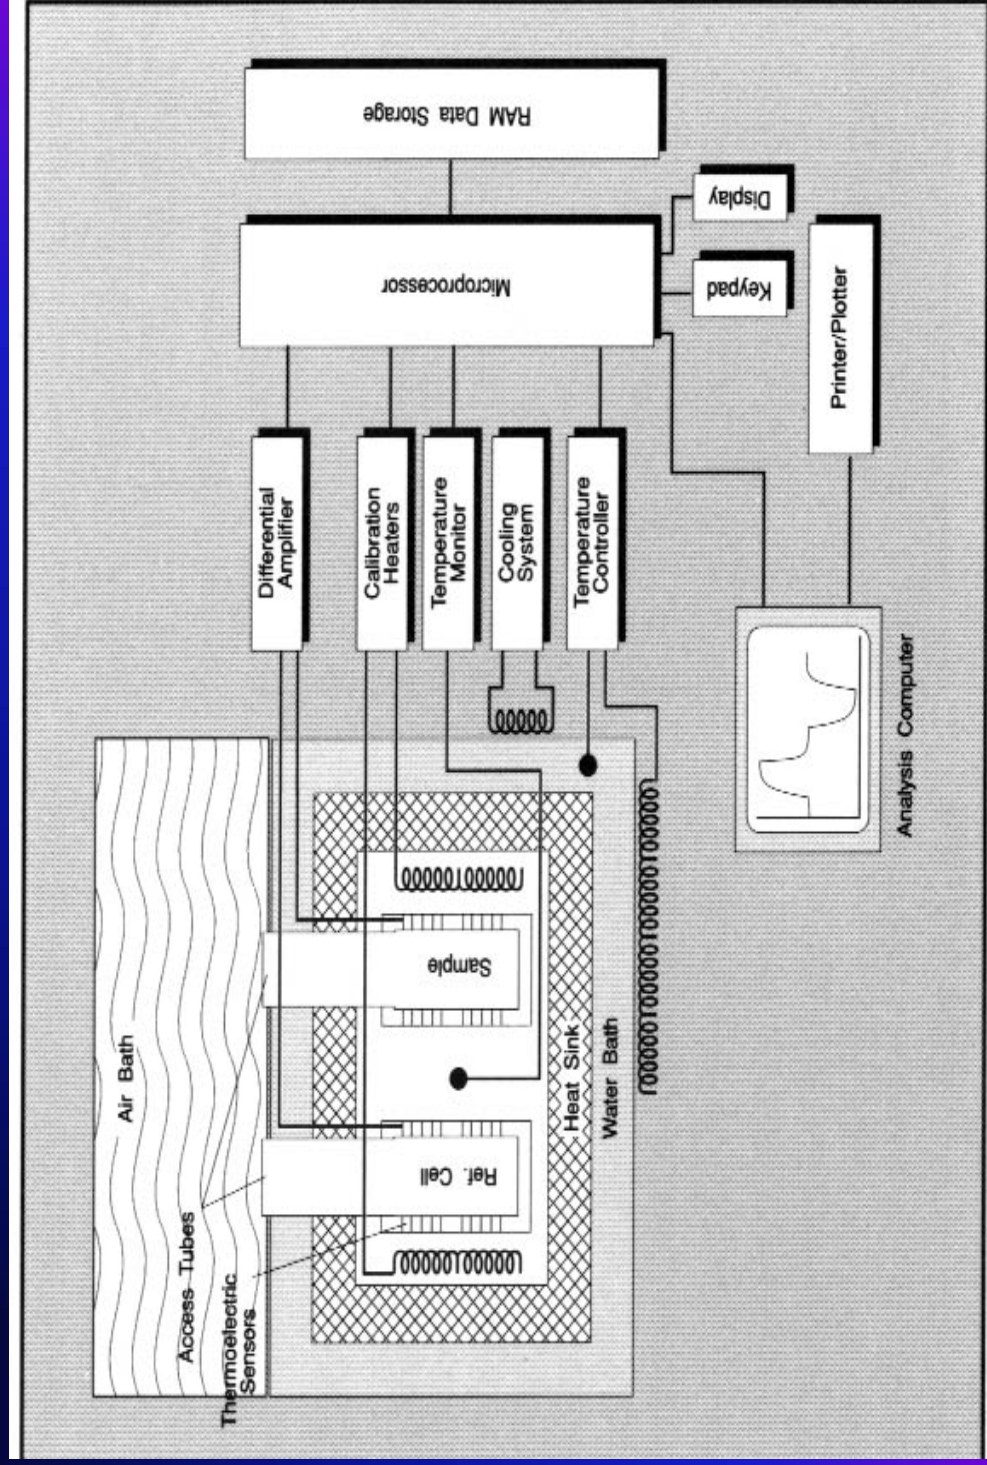 RAM Data Storage
Display
Microprocessor
Keypad
Printer/Plotter
Differential
Amplifier
Calibration
Heaters
Temperature
Monitor
Cooling
System
Temperature
Controller
Analysis Computer
Air Bath
Sample
Heat Sink
Water Bath
Ref. Cell
Access Tubes
Thermoelectric
Sensors